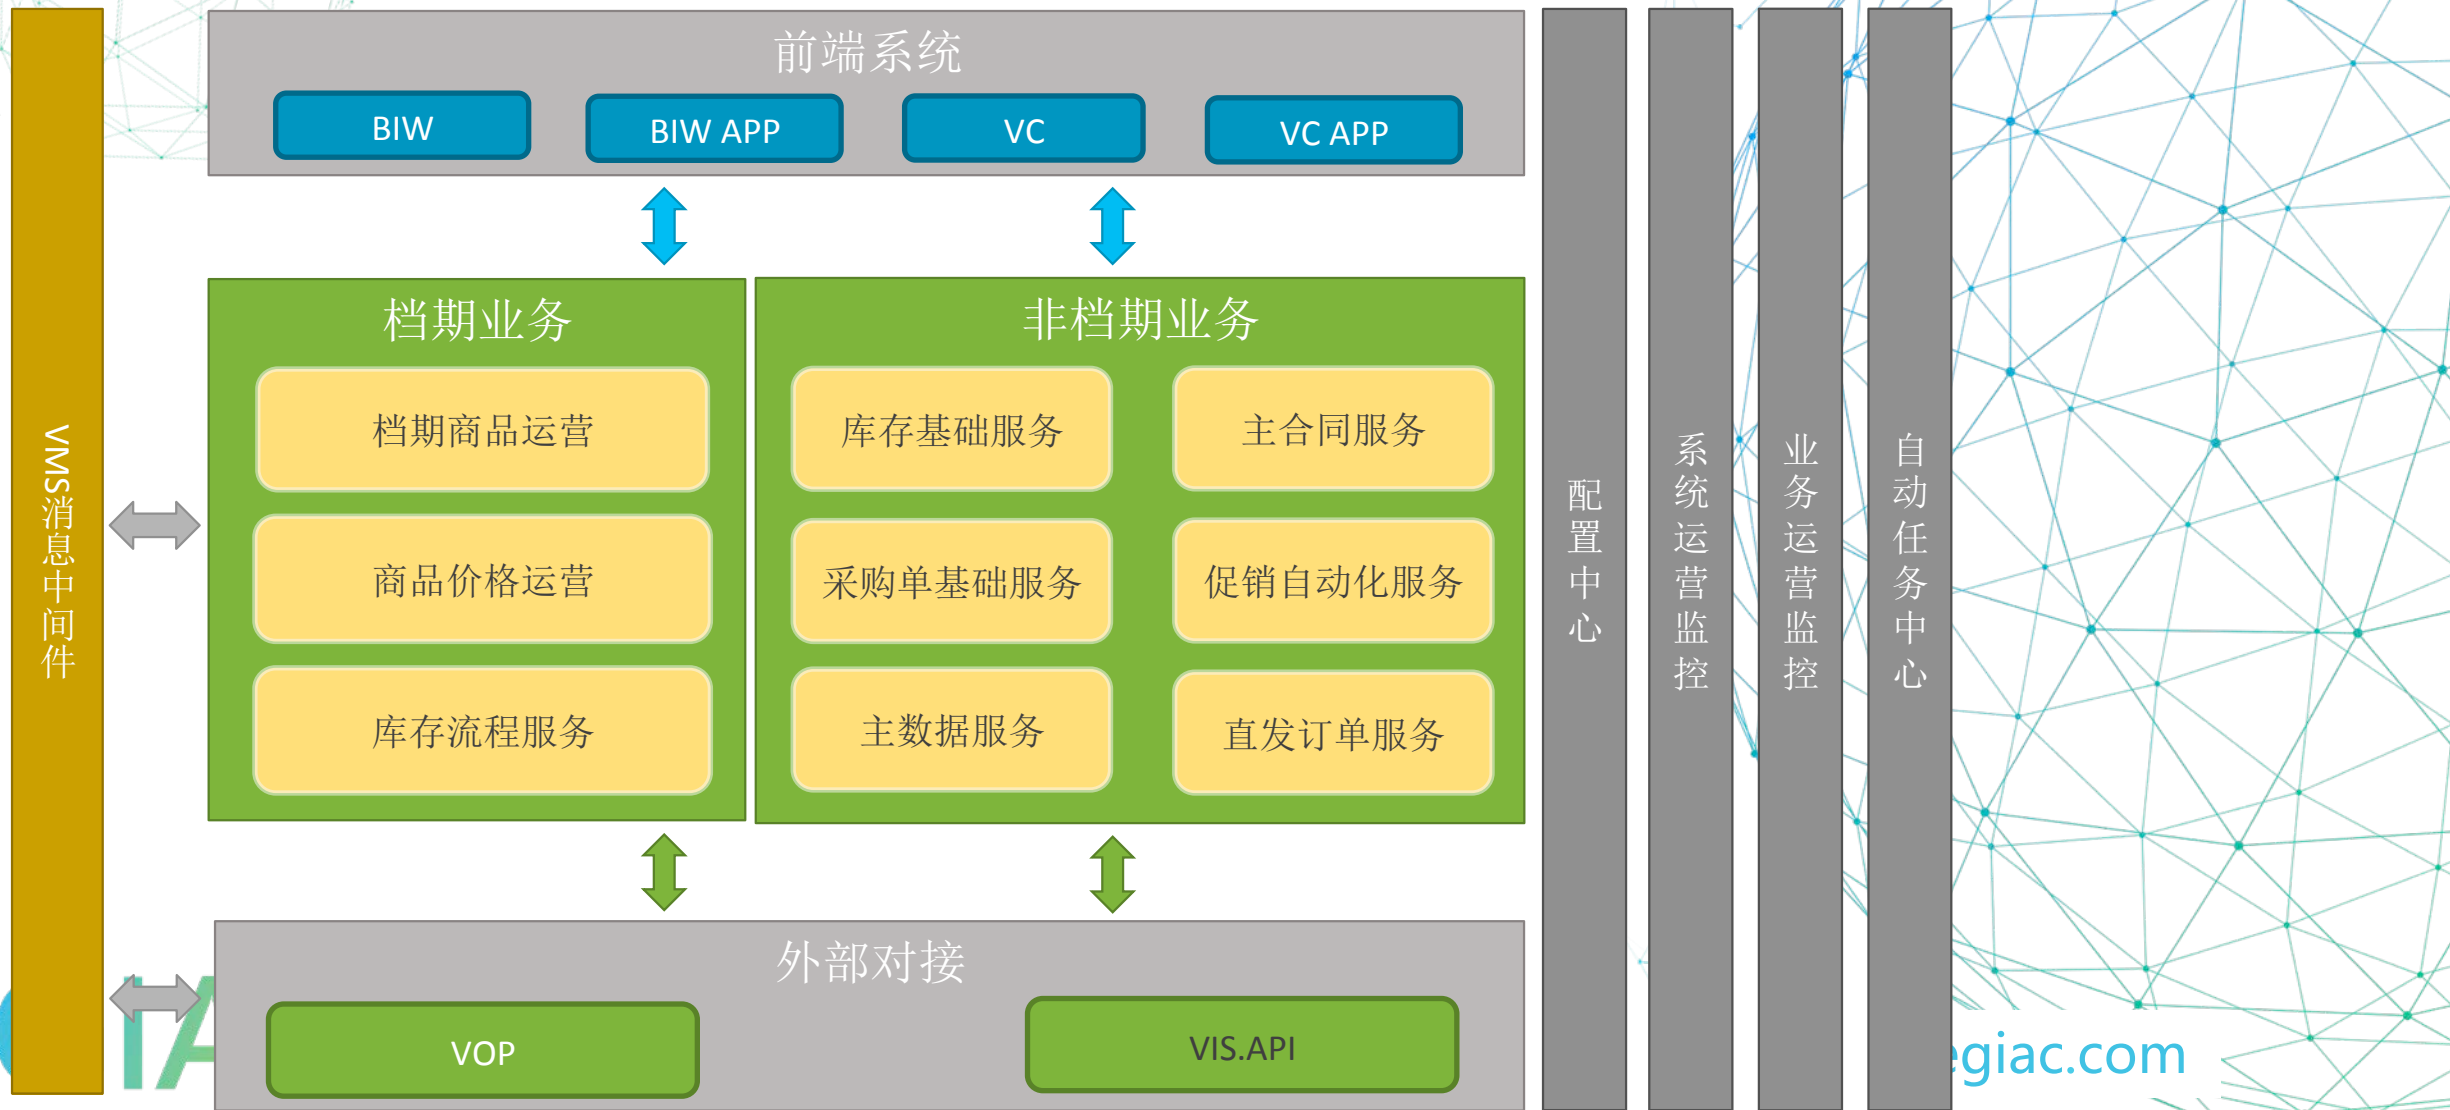 前端系统
BIW
BIW APP
VC
VC APP
VMS消息中间件
档期业务
档期商品运营
商品价格运营
库存流程服务
非档期业务
库存基础服务
主合同服务
采购单基础服务
促销自动化服务
主数据服务
直发订单服务
外部对接
VOP
VIS.API
配置中心
系统运营监控
业务运营监控
自动任务中心
egiac.com